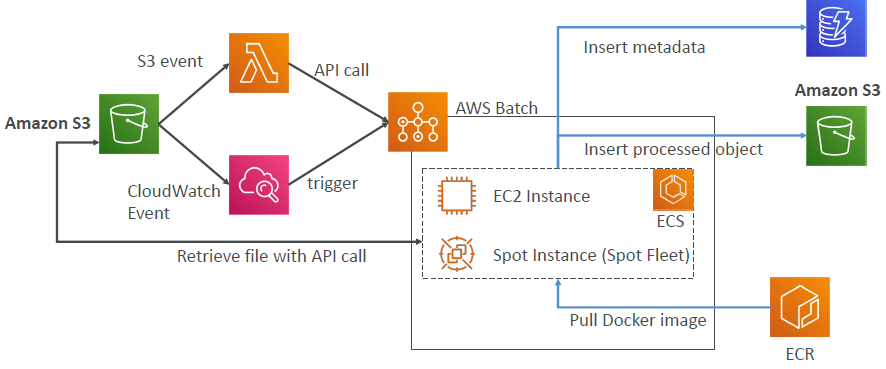 Insert metadata
S3 event
API call
Amazon S3
AWS Batch
Amazon S3
Insert processed object
CloudWatch
Event
trigger
EC2 Instance
ECS
Retrieve file with API call
Spot Instance (Spot Fleet)
Pull Docker image
ECR